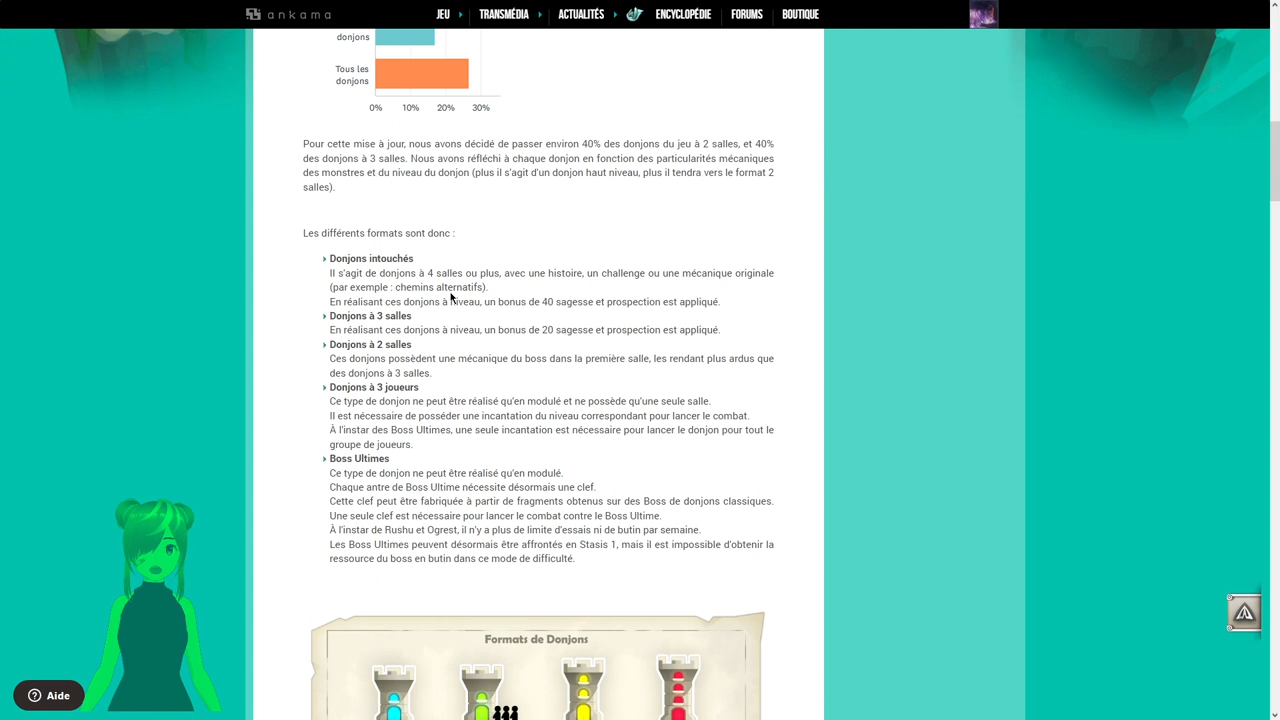 ankama
JEU
TRANSMÉDIA
ACTUALITÉS
ENCYCLOPÉDIE
FORUMS
BOUTIQUE
donjons
Tous les
donjons
0% 10% 20% 30%
Pour cette mise à jour, nous avons décidé de passer environ 40% des donjons du jeu à 2 salles, et 40%
des donjons à 3 salles. Nous avons réfléchi à chaque donjon en fonction des particularités mécaniques
des monstres et du niveau du donjon (plus il s'agit d'un donjon haut niveau, plus il tendra vers le format 2
salles).
Les différents formats sont donc :
Donjons intouchés
Il s'agit de donjons à 4 salles ou plus, avec une histoire, un challenge ou une mécanique originale
(par exemple : chemins alternatifs).
En réalisant ces donjons à niveau, un bonus de 40 sagesse et prospection est appliqué.
Donjons à 3 salles
En réalisant ces donjons à niveau, un bonus de 20 sagesse et prospection est appliqué.
Donjons à 2 salles
Ces donjons possèdent une mécanique du boss dans la première salle, les rendant plus ardus que
des donjons à 3 salles.
Donjons à 3 joueurs
Ce type de donjon ne peut être réalisé qu'en modulé et ne possède qu'une seule salle.
Il est nécessaire de posséder une incantation du niveau correspondant pour lancer le combat.
À l'instar des Boss Ultimes, une seule incantation est nécessaire pour lancer le donjon pour tout le
groupe de joueurs.
Boss Ultimes
Ce type de donjon ne peut être réalisé qu'en modulé.
Chaque antre de Boss Ultime nécessite désormais une clef.
Cette clef peut être fabriquée à partir de fragments obtenus sur des Boss de donjons classiques.
Une seule clef est nécessaire pour lancer le combat contre le Boss Ultime.
À l'instar de Rushu et Ogrest, il n'y a plus de limite d'essais ni de butin par semaine.
Les Boss Ultimes peuvent désormais être affrontés en Stasis 1, mais il est impossible d'obtenir la
ressource du boss en butin dans ce mode de difficulté.
Formats de Donjons
Aide